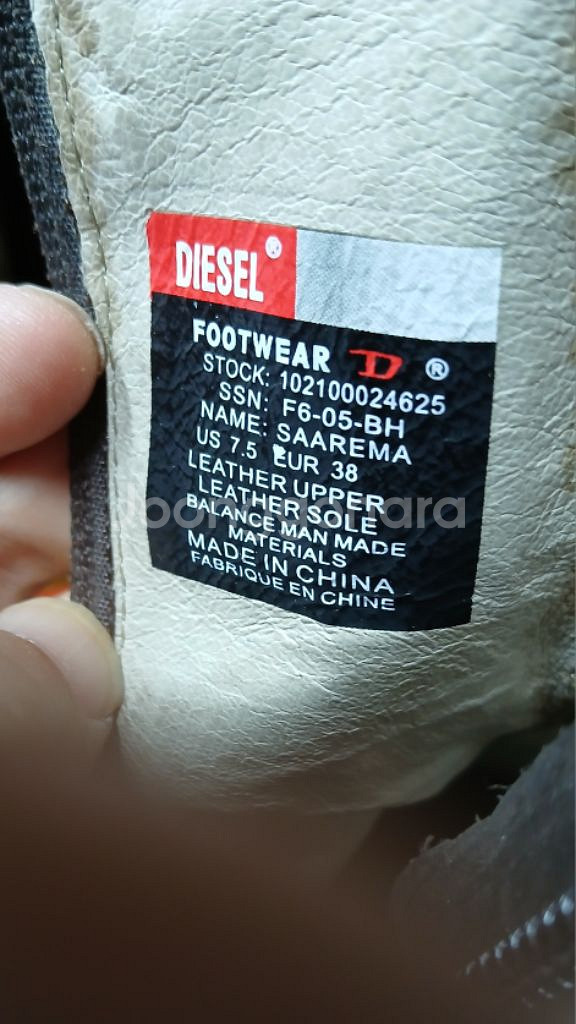 DIESEL®
FOOTWEAR D ®
STOCK: 102100024625
SSN: F6-05-BH
NAME: SAAREMA
US 7.5 EUR 38
LEATHER UPPER
LEATHER SOLE
BALANCE MAN MADE
MATERIALS
MADE IN CHINA
FABRIQUE EN CHINE